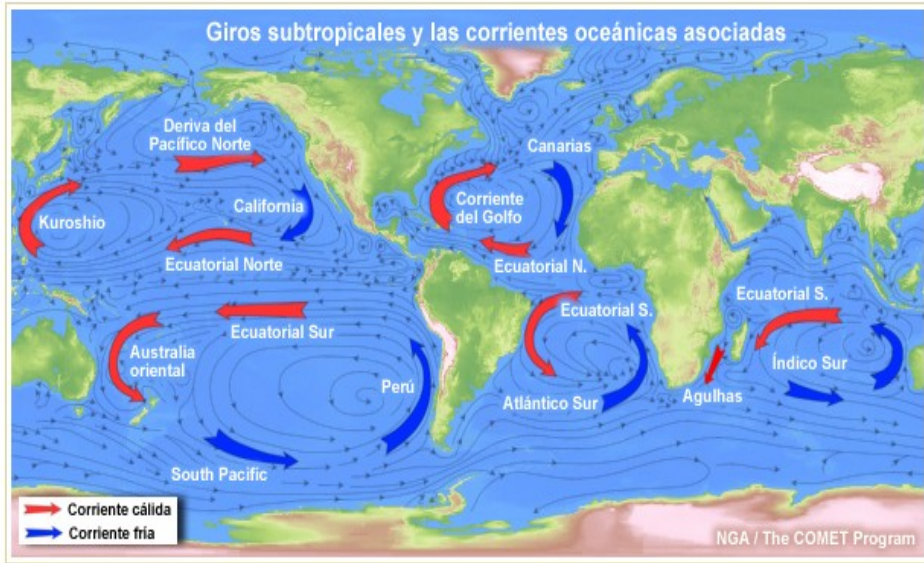 Giros subtropicales y las corrientes oceánicas asociadas
Deriva del
Pacífico Norte
Canarias
Kuroshio
California
Corriente
del Golfo
Ecuatorial Norte
Ecuatorial N.
Ecuatorial Sur
Ecuatorial S.
Ecuatorial S.
Australia
oriental
Perú
Índico Sur
Atlántico Sur
Agulhas
South Pacific
Corriente cálida
Corriente fría
NGA / The COMET Program